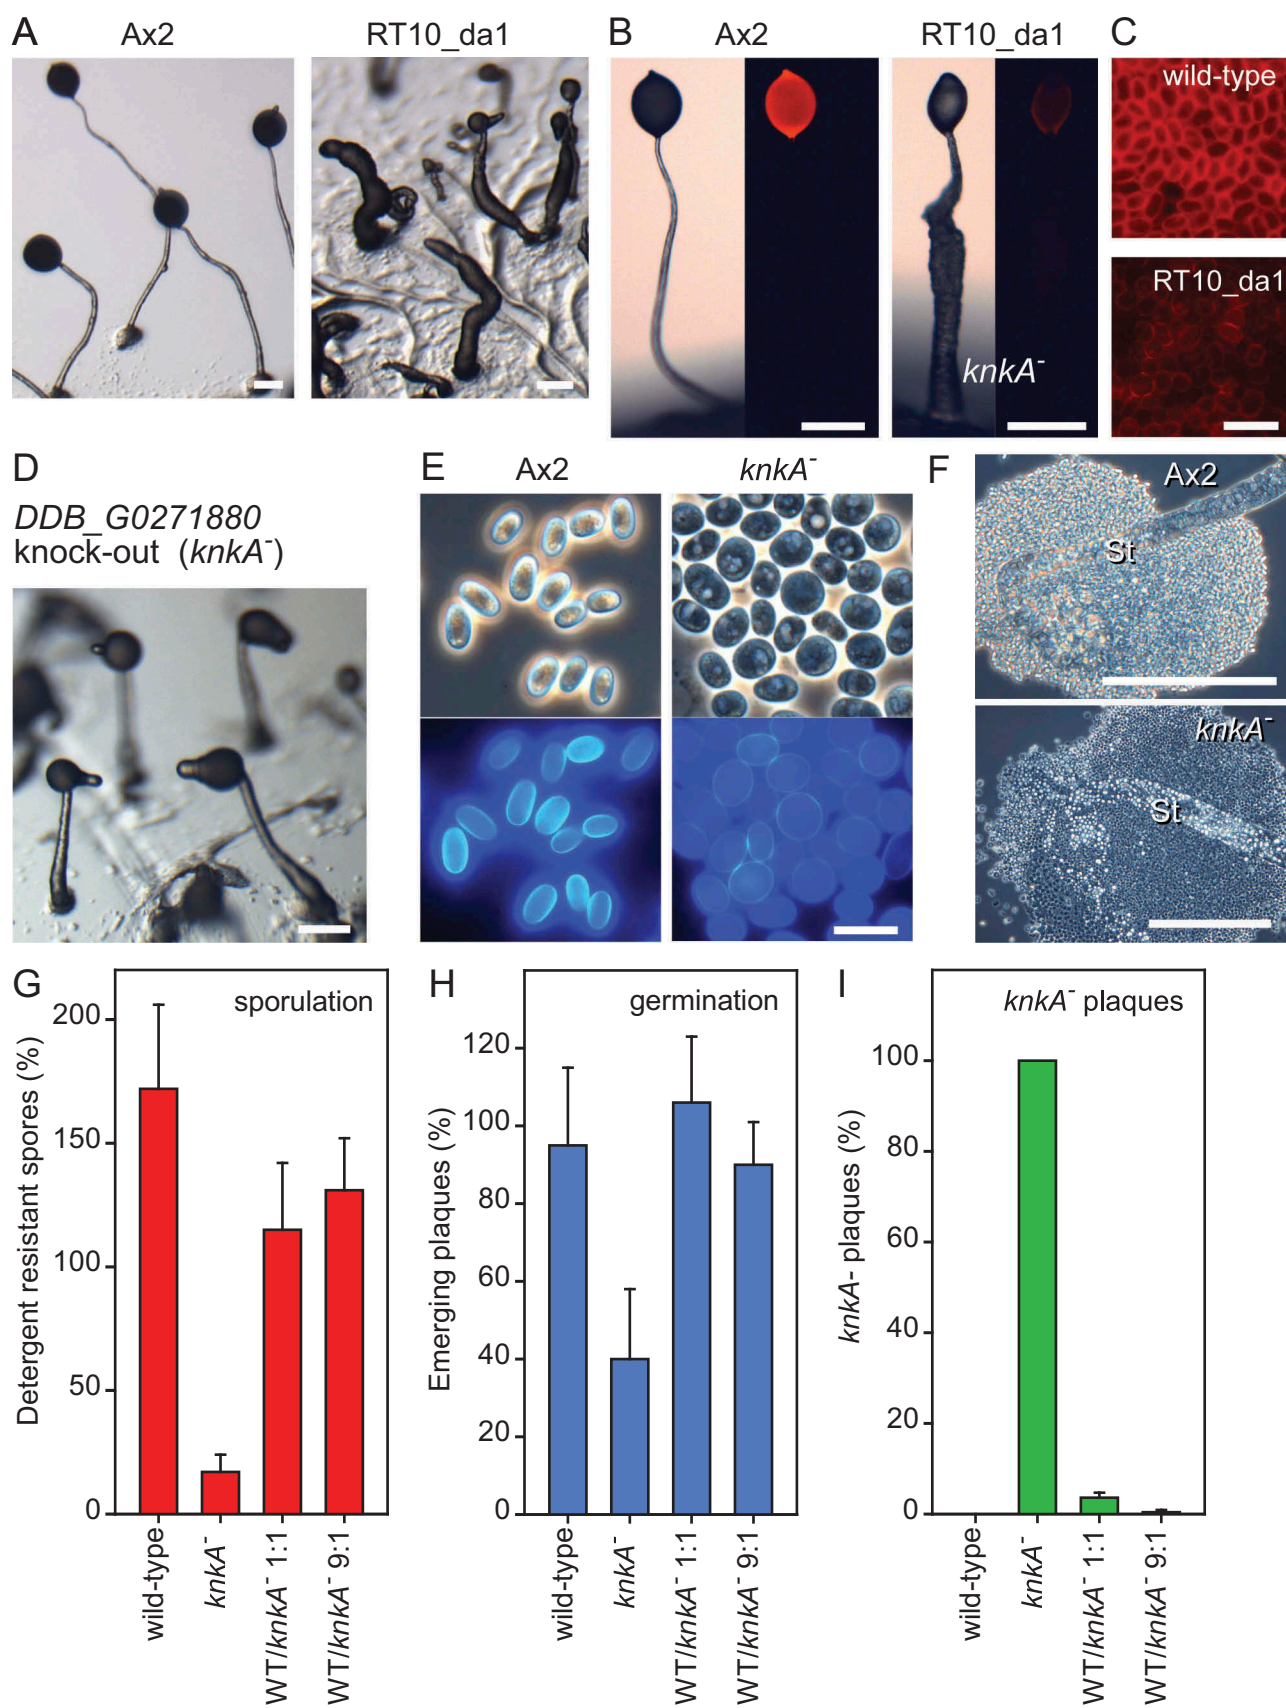 A
Ax2
RT10_da1
B
Ax2
RT10_da1
knkA-
C
wild-type
RT10_da1
D
DDB_G0271880
knock-out (knkA-)
E
Ax2
knkA-
F
Ax2
St
knkA-
St
G
sporulation
Detergent resistant spores (%)
200
150
100
50
0
wild-type
knkA-
WT/knkA- 1:1
WT/knkA- 9:1
H
germination
Emerging plaques (%)
120
100
80
60
40
20
0
wild-type
knkA-
WT/knkA- 1:1
WT/knkA- 9:1
I
knkA- plaques
knkA- plaques (%)
100
80
60
40
20
0
wild-type
knkA-
WT/knkA- 1:1
WT/knkA- 9:1